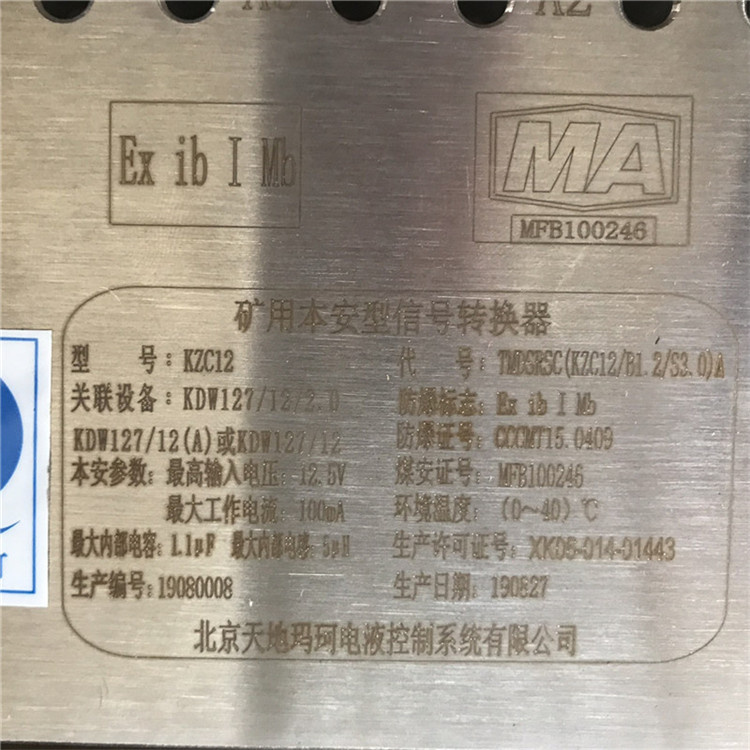 Ex ib I Mb
MA
MFB100246
矿用本安型信号转换器
型 号：KZC12 代 号：TMDGRSC(KZC12/B1.2/S3.0)A
关联设备：KDW127/12/2.0 防爆标志：Ex ib I Mb
KDW127/12(A)或KDW127/12 防爆证号：CCCMT15.0409
本安参数：最高输入电压：12.5V 煤安证号：MFB100246
最大工作电流：100mA 环境温度：(0～40)℃
最大内部电容：1.1μF 最大内部电感：5μH 生产许可证号：XK06-014-01443
生产编号：19080008 生产日期：190827
北京天地玛珂电液控制系统有限公司